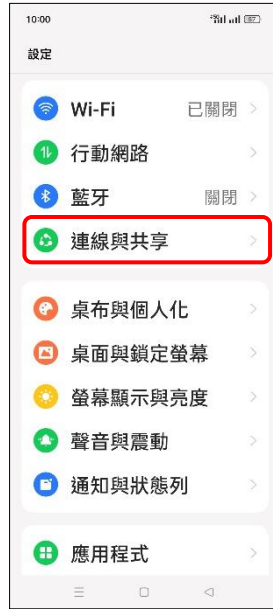 10:00
設定
Wi-Fi 已關閉
行動網路
藍牙 關閉
連線與共享
桌布與個人化
桌面與鎖定螢幕
螢幕顯示與亮度
聲音與震動
通知與狀態列
應用程式